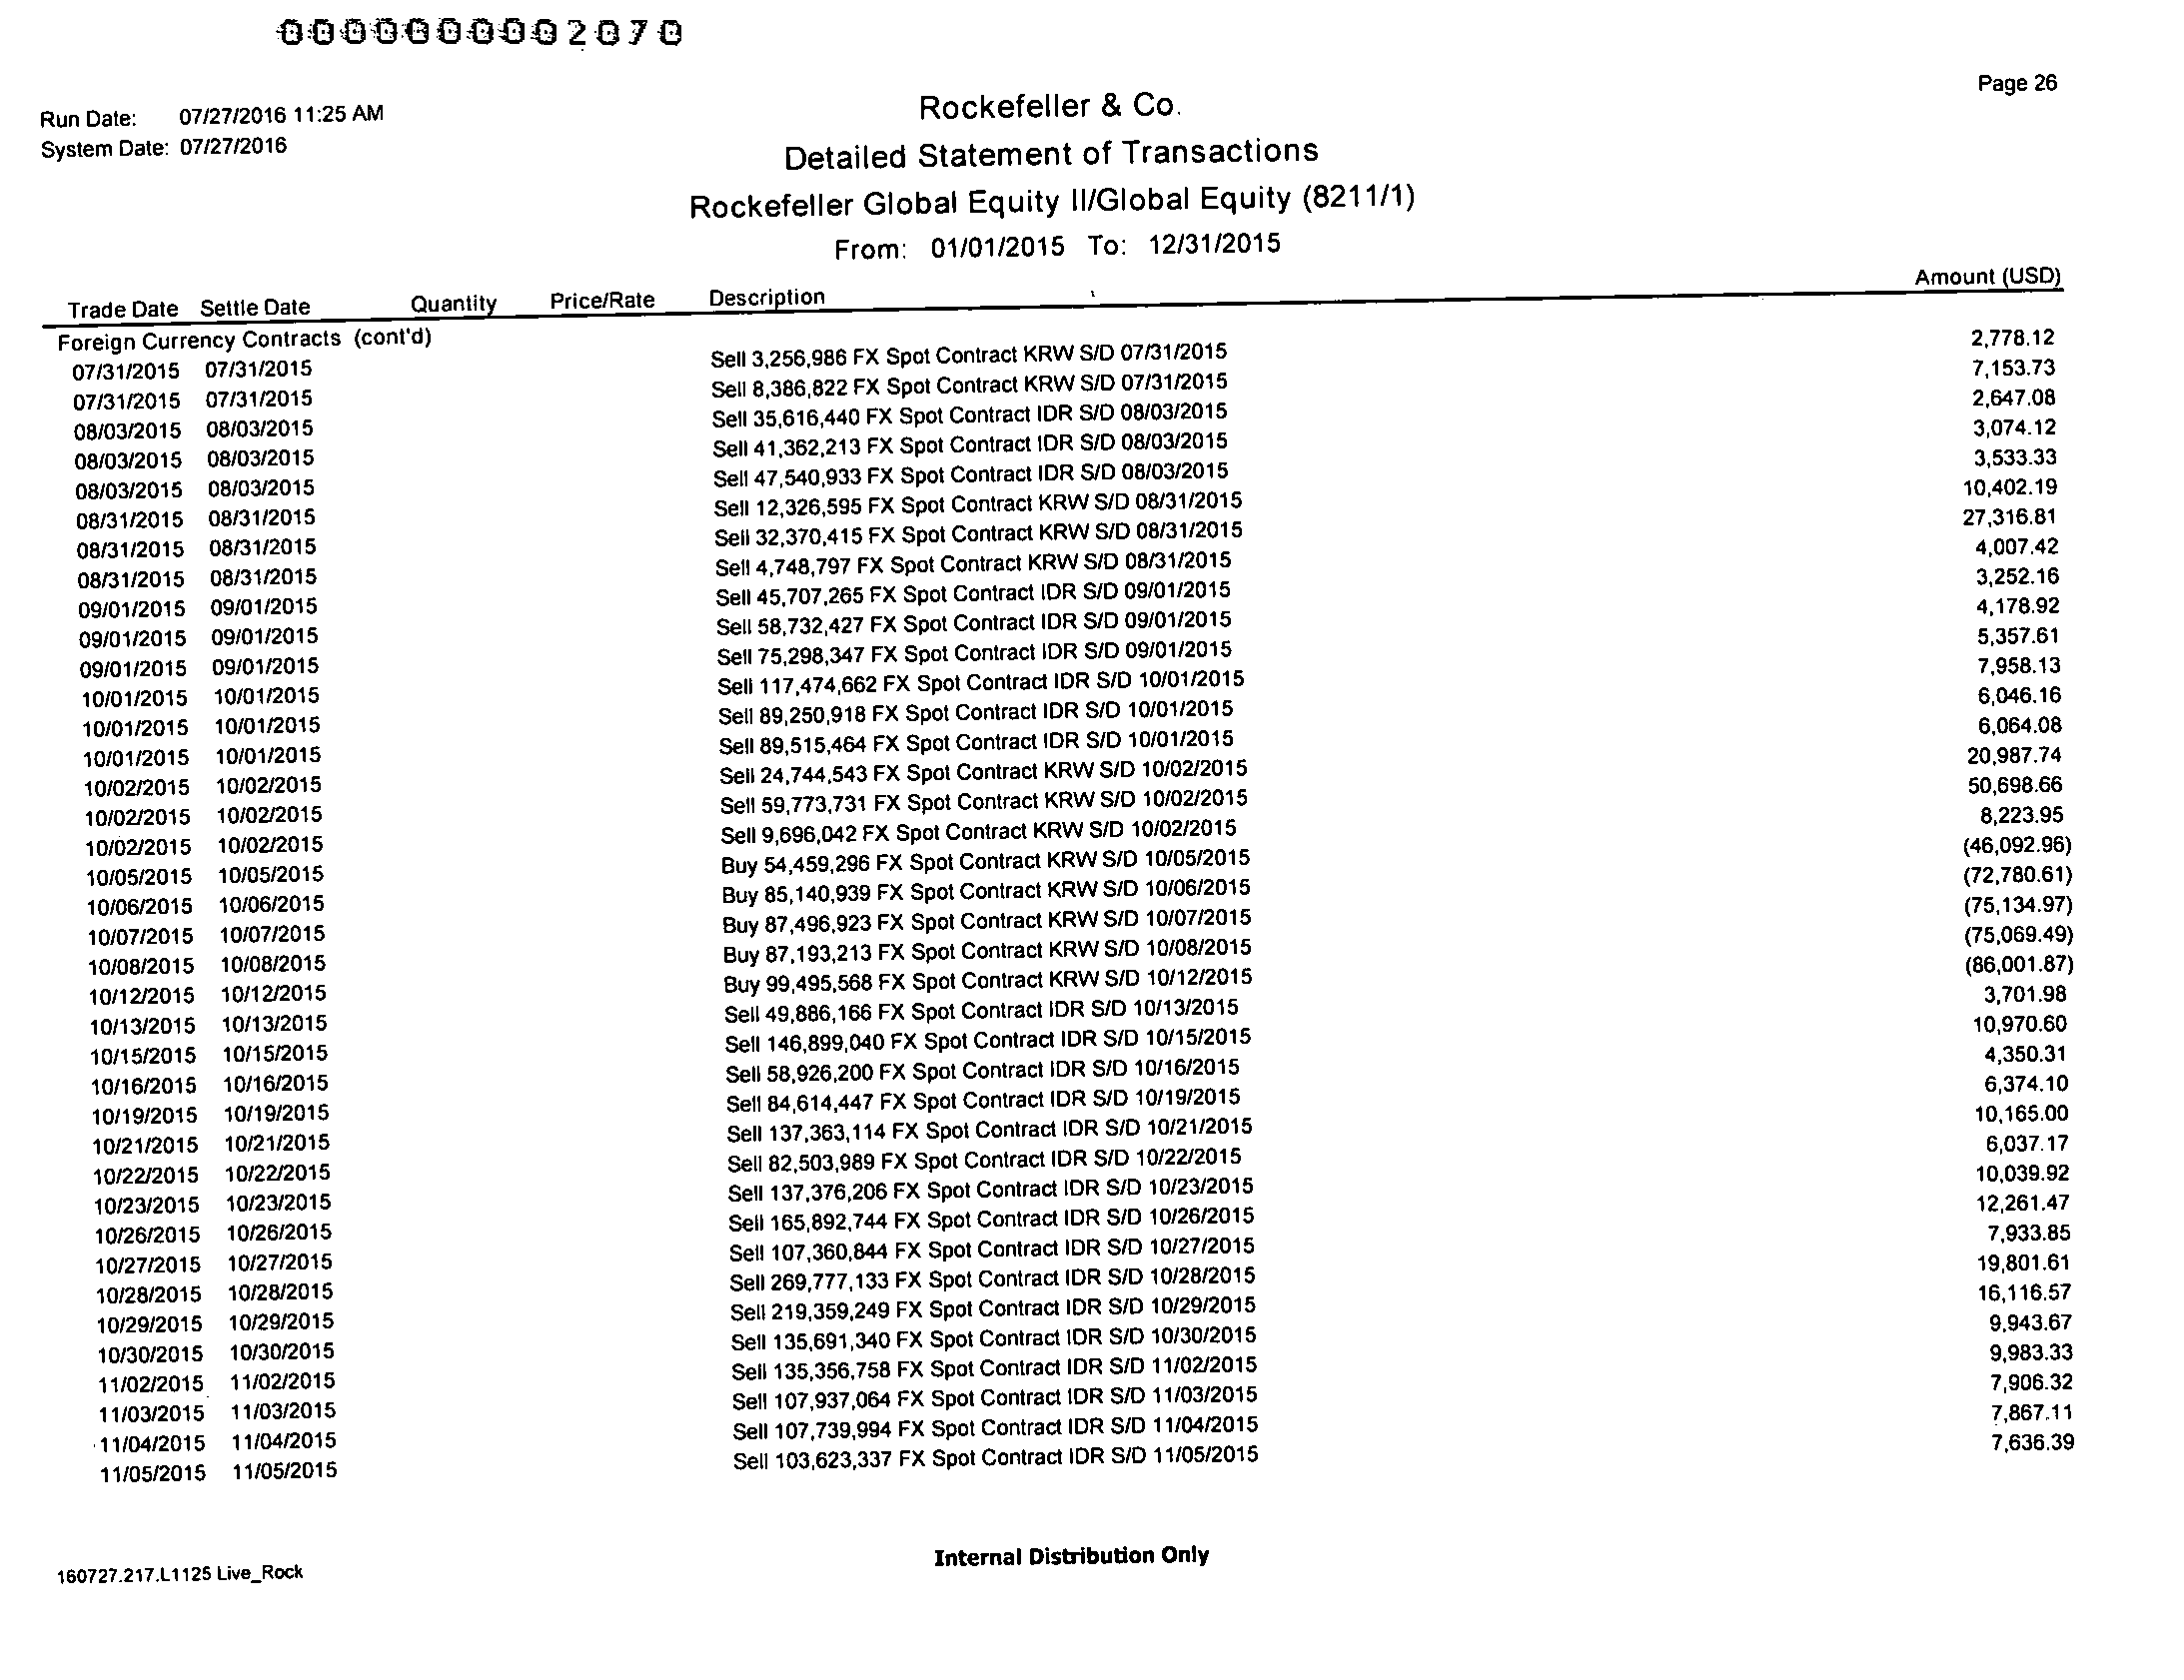 000000002070
Page 26
Run Date: 07/27/2016 11:25 AM
System Date: 07/27/2016
Rockefeller & Co.
Detailed Statement of Transactions
Rockefeller Global Equity II/Global Equity (8211/1)
From: 01/01/2015 To: 12/31/2015
Trade Date Settle Date Quantity Price/Rate Description Amount (USD)
Foreign Currency Contracts (cont'd)
07/31/2015 07/31/2015 Sell 3,256,986 FX Spot Contract KRW S/D 07/31/2015 2,778.12
07/31/2015 07/31/2015 Sell 8,386,822 FX Spot Contract KRW S/D 07/31/2015 7,153.73
08/03/2015 08/03/2015 Sell 35,616,440 FX Spot Contract IDR S/D 08/03/2015 2,647.08
08/03/2015 08/03/2015 Sell 41,362,213 FX Spot Contract IDR S/D 08/03/2015 3,074.12
08/03/2015 08/03/2015 Sell 47,540,933 FX Spot Contract IDR S/D 08/03/2015 3,533.33
08/31/2015 08/31/2015 Sell 12,326,595 FX Spot Contract KRW S/D 08/31/2015 10,402.19
08/31/2015 08/31/2015 Sell 32,370,415 FX Spot Contract KRW S/D 08/31/2015 27,316.81
08/31/2015 08/31/2015 Sell 4,748,797 FX Spot Contract KRW S/D 08/31/2015 4,007.42
09/01/2015 09/01/2015 Sell 45,707,265 FX Spot Contract IDR S/D 09/01/2015 3,252.16
09/01/2015 09/01/2015 Sell 58,732,427 FX Spot Contract IDR S/D 09/01/2015 4,178.92
09/01/2015 09/01/2015 Sell 75,298,347 FX Spot Contract IDR S/D 09/01/2015 5,357.61
10/01/2015 10/01/2015 Sell 117,474,662 FX Spot Contract IDR S/D 10/01/2015 7,958.13
10/01/2015 10/01/2015 Sell 89,250,918 FX Spot Contract IDR S/D 10/01/2015 6,046.16
10/01/2015 10/01/2015 Sell 89,515,464 FX Spot Contract IDR S/D 10/01/2015 6,064.08
10/02/2015 10/02/2015 Sell 24,744,543 FX Spot Contract KRW S/D 10/02/2015 20,987.74
10/02/2015 10/02/2015 Sell 59,773,731 FX Spot Contract KRW S/D 10/02/2015 50,698.66
10/02/2015 10/02/2015 Sell 9,696,042 FX Spot Contract KRW S/D 10/02/2015 8,223.95
10/05/2015 10/05/2015 Buy 54,459,296 FX Spot Contract KRW S/D 10/05/2015 (46,092.96)
10/06/2015 10/06/2015 Buy 85,140,939 FX Spot Contract KRW S/D 10/06/2015 (72,780.61)
10/07/2015 10/07/2015 Buy 87,496,923 FX Spot Contract KRW S/D 10/07/2015 (75,134.97)
10/08/2015 10/08/2015 Buy 87,193,213 FX Spot Contract KRW S/D 10/08/2015 (75,069.49)
10/12/2015 10/12/2015 Buy 99,495,568 FX Spot Contract KRW S/D 10/12/2015 (86,001.87)
10/13/2015 10/13/2015 Sell 49,886,166 FX Spot Contract IDR S/D 10/13/2015 3,701.98
10/15/2015 10/15/2015 Sell 146,899,040 FX Spot Contract IDR S/D 10/15/2015 10,970.60
10/16/2015 10/16/2015 Sell 58,926,200 FX Spot Contract IDR S/D 10/16/2015 4,350.31
10/19/2015 10/19/2015 Sell 84,614,447 FX Spot Contract IDR S/D 10/19/2015 6,374.10
10/21/2015 10/21/2015 Sell 137,363,114 FX Spot Contract IDR S/D 10/21/2015 10,165.00
10/22/2015 10/22/2015 Sell 82,503,989 FX Spot Contract IDR S/D 10/22/2015 6,037.17
10/23/2015 10/23/2015 Sell 137,376,206 FX Spot Contract IDR S/D 10/23/2015 10,039.92
10/26/2015 10/26/2015 Sell 165,892,744 FX Spot Contract IDR S/D 10/26/2015 12,261.47
10/27/2015 10/27/2015 Sell 107,360,844 FX Spot Contract IDR S/D 10/27/2015 7,933.85
10/28/2015 10/28/2015 Sell 269,777,133 FX Spot Contract IDR S/D 10/28/2015 19,801.61
10/29/2015 10/29/2015 Sell 219,359,249 FX Spot Contract IDR S/D 10/29/2015 16,116.57
10/30/2015 10/30/2015 Sell 135,691,340 FX Spot Contract IDR S/D 10/30/2015 9,943.67
11/02/2015 11/02/2015 Sell 135,356,758 FX Spot Contract IDR S/D 11/02/2015 9,983.33
11/03/2015 11/03/2015 Sell 107,937,064 FX Spot Contract IDR S/D 11/03/2015 7,906.32
11/04/2015 11/04/2015 Sell 107,739,994 FX Spot Contract IDR S/D 11/04/2015 7,867.11
11/05/2015 11/05/2015 Sell 103,623,337 FX Spot Contract IDR S/D 11/05/2015 7,636.39
Internal Distribution Only
160727.217.L1125 Live_Rock